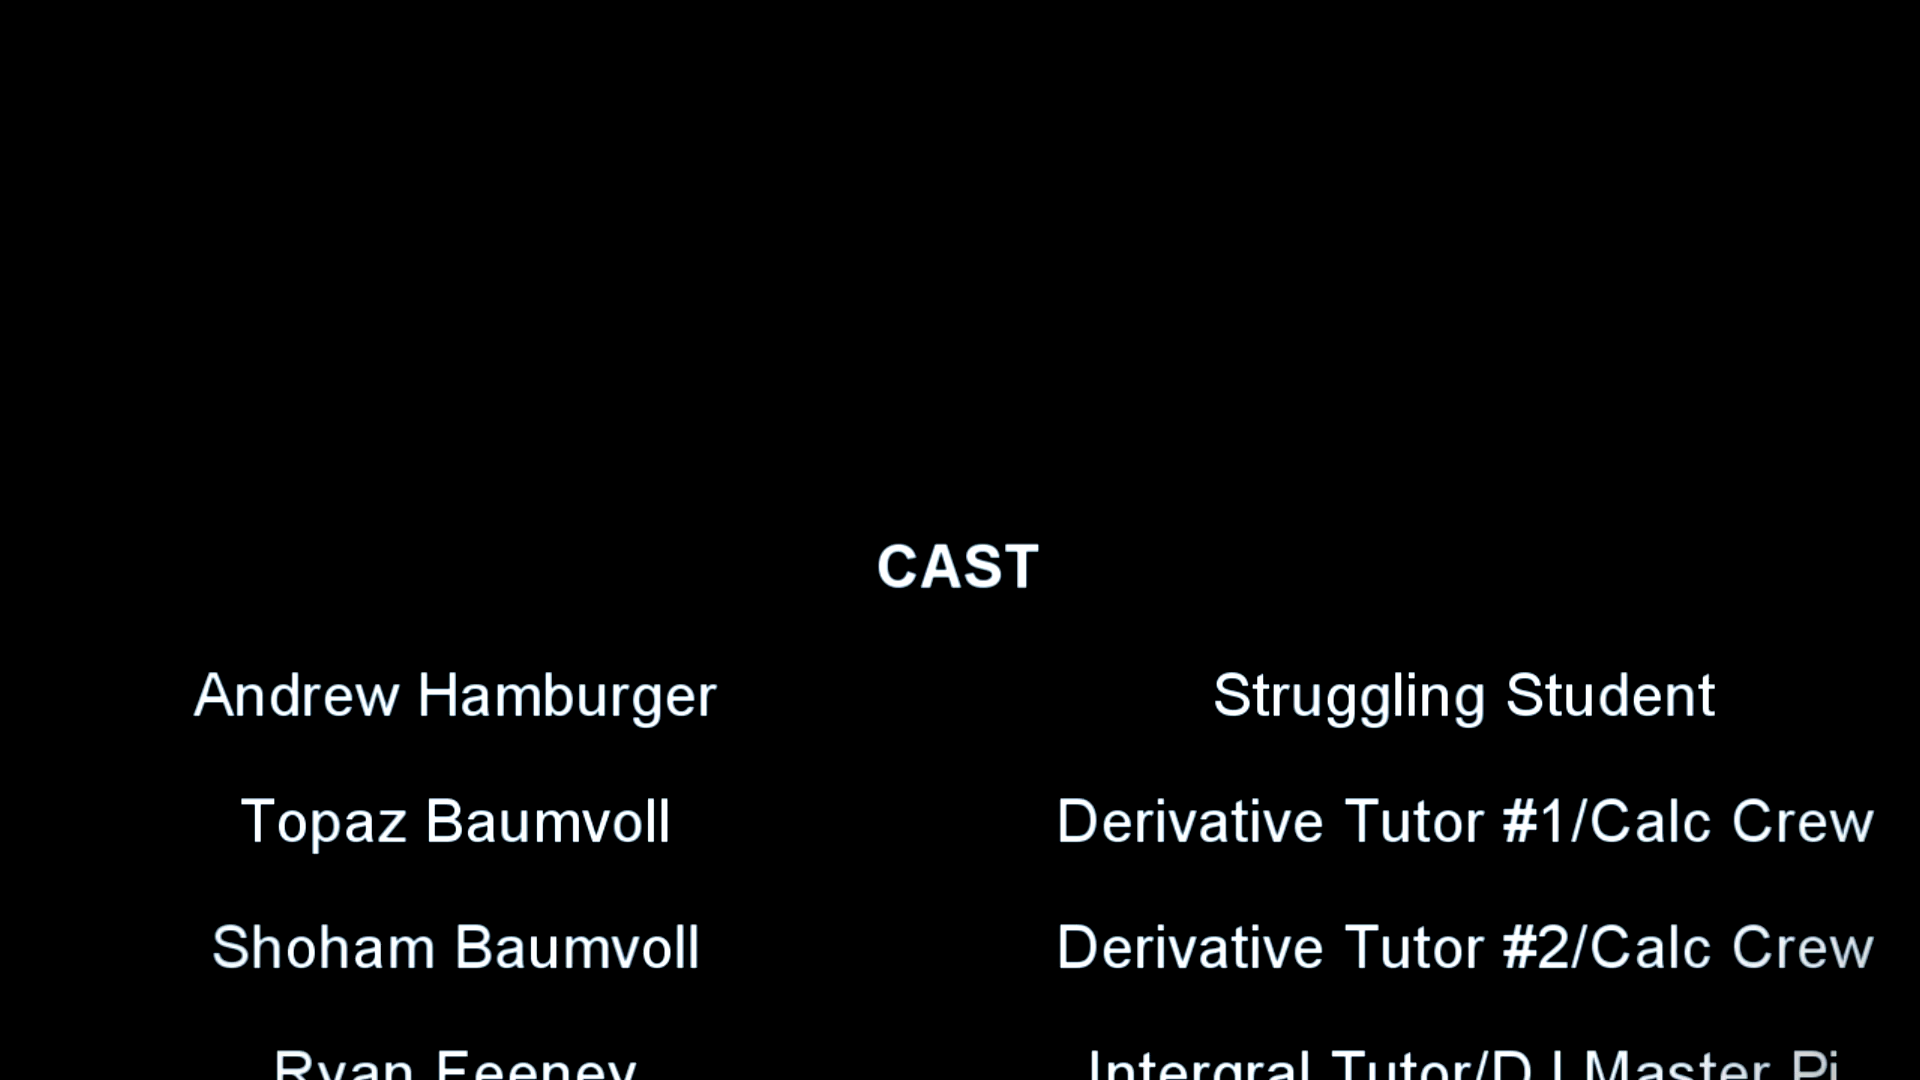 CAST
Andrew Hamburger Struggling Student
Topaz Baumvoll Derivative Tutor #1/Calc Crew
Shoham Baumvoll Derivative Tutor #2/Calc Crew
Ryan Feeney Intergral Tutor/DJ Master Pi